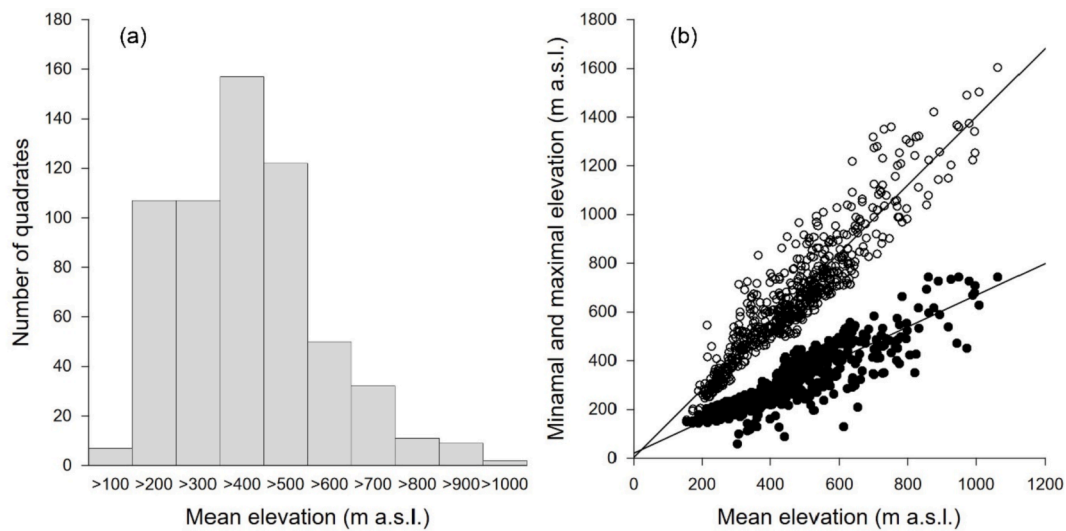 (a)
Number of quadrates
180
160
140
120
100
80
60
40
20
0
>100 >200 >300 >400 >500 >600 >700 >800 >900 >1000
Mean elevation (m a.s.l.)
(b)
Minamal and maximal elevation (m a.s.l.)
1800
1600
1400
1200
1000
800
600
400
200
0
0 200 400 600 800 1000 1200
Mean elevation (m a.s.l.)